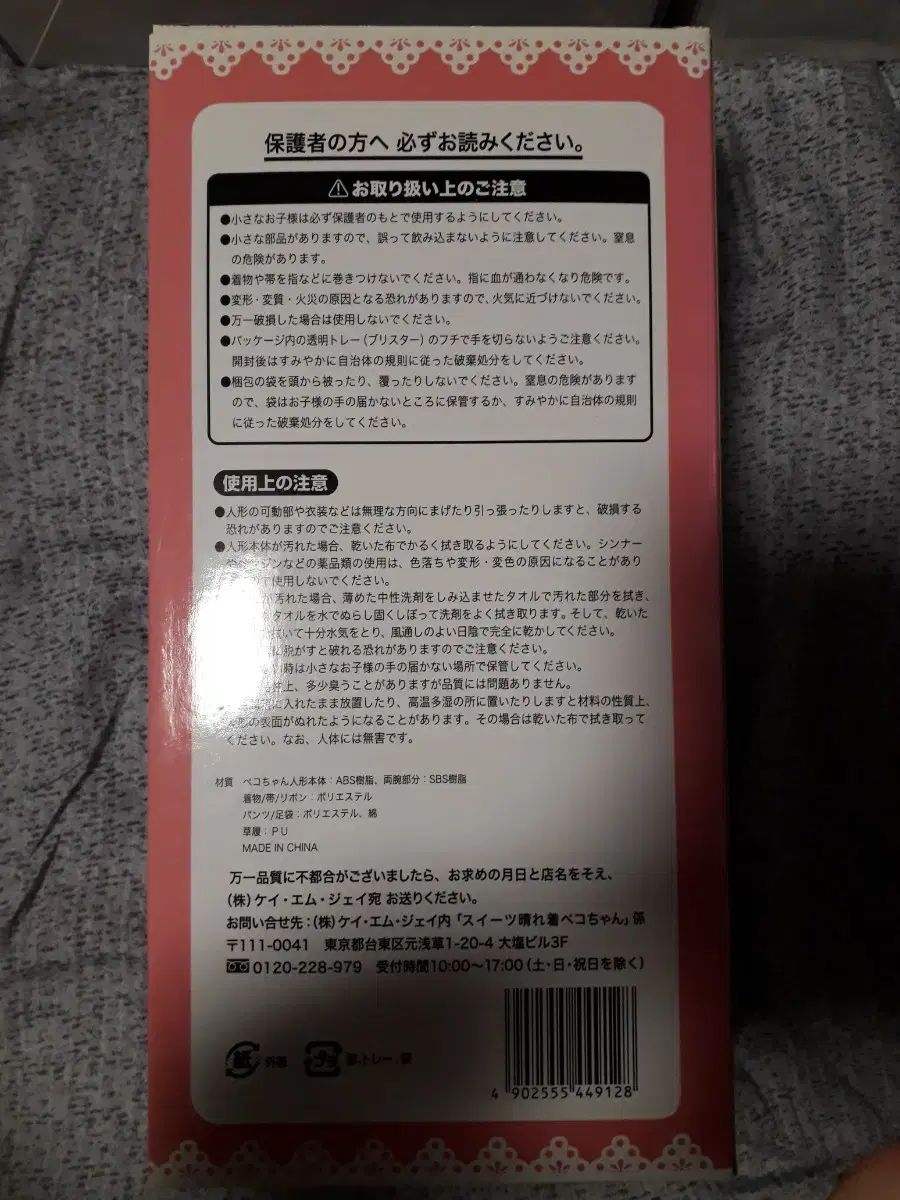 保護者の方へ 必ずお読みください。
⚠お取り扱い上のご注意
●小さなお子様は必ず保護者のもとで使用するようにしてください。
●小さな部品がありますので、誤って飲み込まないように注意してください。窒息
の危険があります。
●着物や帯を指などに巻きつけないでください。指に血が通わなくなり危険です。
●変形・変質・火災の原因となる恐れがありますので、火気に近づけないでください。
●万一破損した場合は使用しないでください。
●パッケージ内の透明トレー(ブリスター)のフチで手を切らないようご注意ください。
開封後はすみやかに自治体の規則に従った破棄処分をしてください。
●梱包の袋を頭から被ったり、覆ったりしないでください。窒息の危険があります
ので、袋はお子様の手の届かないところに保管するか、すみやかに自治体の規則
に従った破棄処分をしてください。
使用上の注意
●人形の可動部や衣装などは無理な方向にまげたり引っ張ったりしますと、破損する
恐れがありますのでご注意ください。
●人形本体が汚れた場合、乾いた布でかるく拭き取るようにしてください。シンナー
や ンジンなどの薬品類の使用は、色落ちや変形・変色の原因になることがあり
で使用しないでください。
が汚れた場合、薄めた中性洗剤をしみ込ませたタオルで汚れた部分を拭き、
タオルを水でぬらし固くしぼって洗剤をよく拭き取ります。そして、乾いた
いて十分水気をとり、風通しのよい日陰で完全に乾かしてください。
に脱がすと破れる恐れがありますのでご注意ください。
時は小さなお子様の手の届かない場所で保管してください。
上、多少臭うことがありますが品質には問題ありません。
に入れたまま放置したり、高温多湿の所に置いたりしますと材料の性質上、
人形の表面がぬれたようになることがあります。その場合は乾いた布で拭き取って
ください。なお、人体には無害です。
材質 ペコちゃん人形本体:ABS樹脂、両腕部分:SBS樹脂
着物/帯/リボン:ポリエステル
パンツ/足袋:ポリエステル、綿
草履:PU
MADE IN CHINA
万一品質に不都合がございましたら、お求めの月日と店名をそえ、
(株)ケイ・エム・ジェイ宛 お送りください。
お問い合せ先:(株)ケイ・エム・ジェイ内「スイーツ晴れ着ペコちゃん」係
〒111-0041 東京都台東区元浅草1-20-4 大塩ビル3F
0120-228-979 受付時間10:00〜17:00(土・日・祝日を除く)
紙 外箱 プラ トレー、袋
4 902555 449128